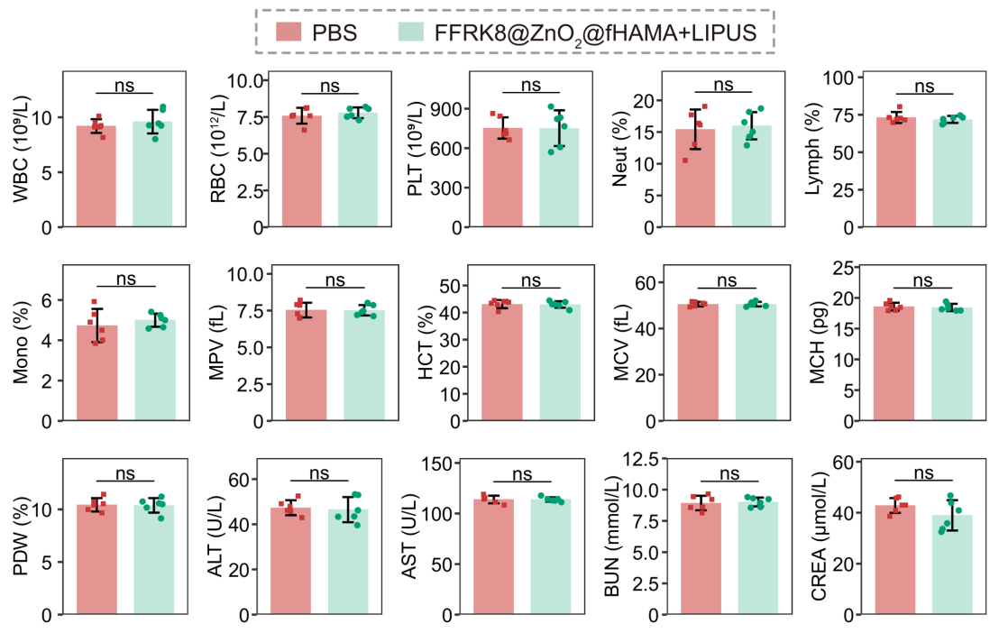 PBS FFRK8@ZnO₂@fHAMA+LIPUS
WBC (10⁹/L) 10 5 0 ns
RBC (10¹²/L) 10.0 7.5 5.0 2.5 0 ns
PLT (10⁹/L) 900 600 300 0 ns
Neut (%) 20 15 10 5 0 ns
Lymph (%) 100 75 50 25 0 ns
Mono (%) 6 4 2 0 ns
MPV (fL) 10.0 7.5 5.0 2.5 0 ns
HCT (%) 50 40 30 20 10 0 ns
MCV (fL) 60 40 20 0 ns
MCH (pg) 25 20 15 10 5 0 ns
PDW (%) 10 5 0 ns
ALT (U/L) 60 40 20 0 ns
AST (U/L) 150 100 50 0 ns
BUN (mmol/L) 12.5 10.0 7.5 5.0 2.5 0 ns
CREA (μmol/L) 60 40 20 0 ns